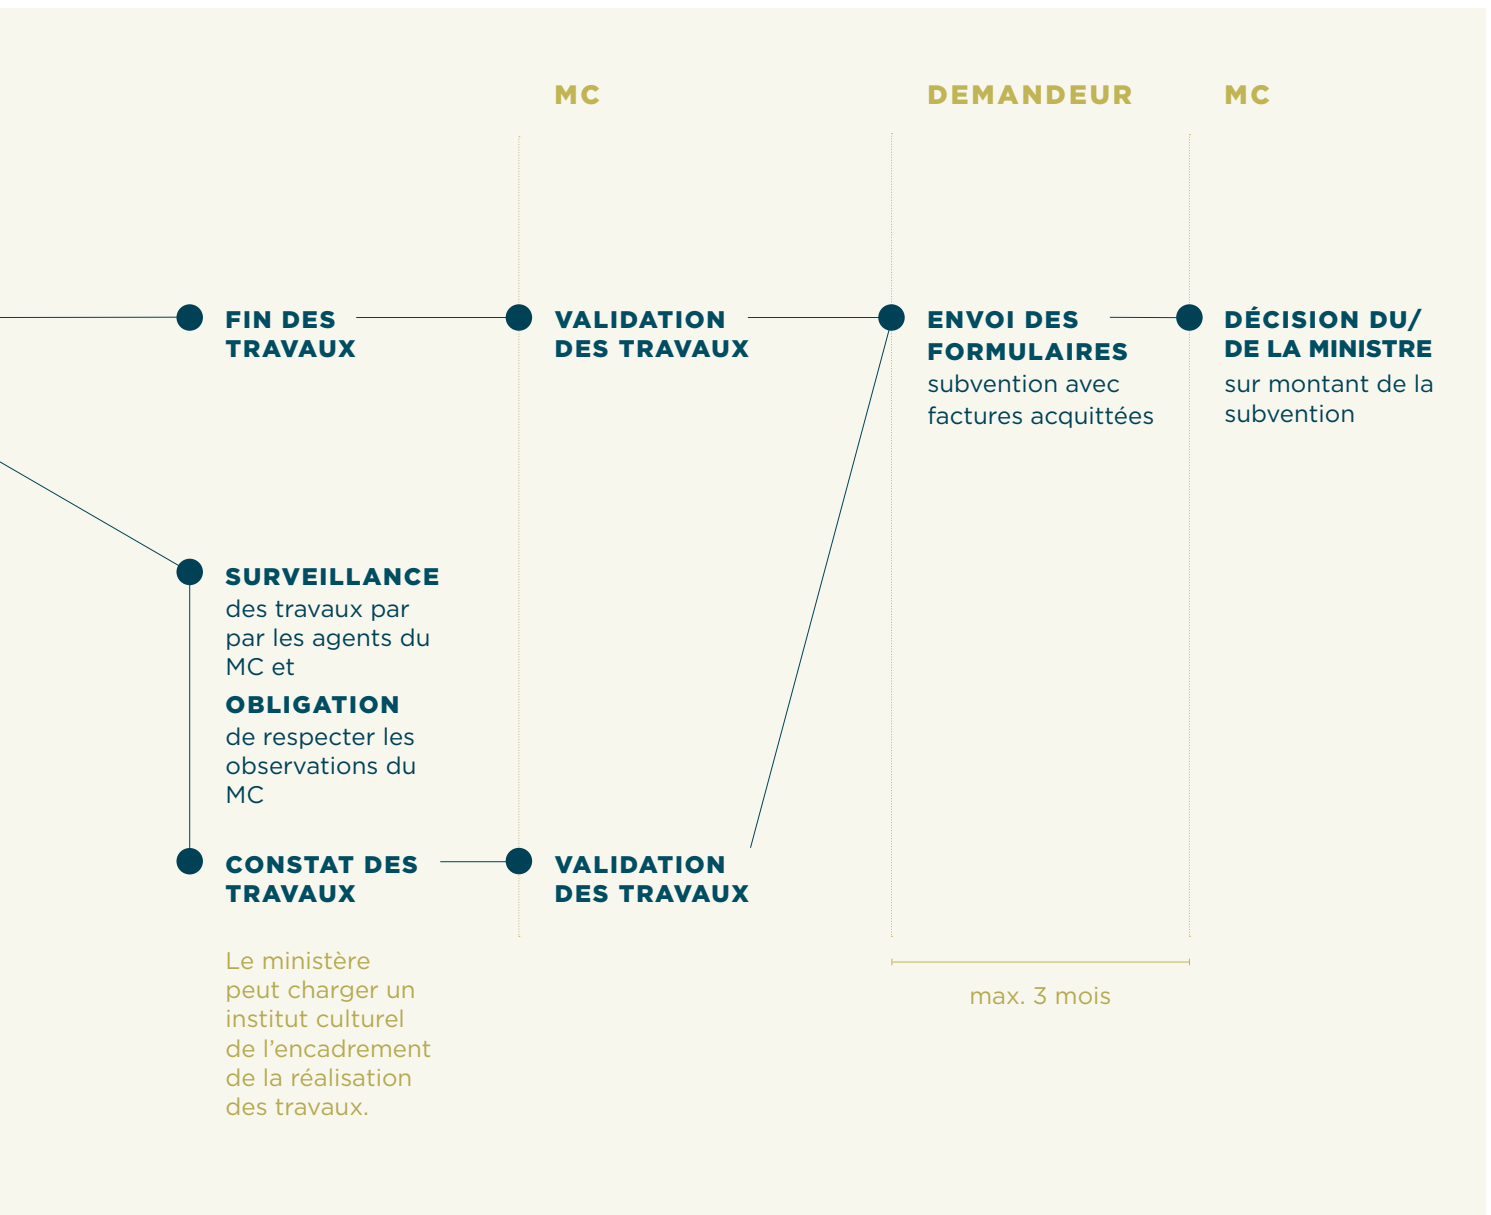 MC
DEMANDEUR
MC
FIN DES
TRAVAUX
VALIDATION
DES TRAVAUX
ENVOI DES
FORMULAIRES
subvention avec
factures acquittées
DÉCISION DU/
DE LA MINISTRE
sur montant de la
subvention
SURVEILLANCE
des travaux par
par les agents du
MC et
OBLIGATION
de respecter les
observations du
MC
CONSTAT DES
TRAVAUX
VALIDATION
DES TRAVAUX
Le ministère
peut charger un
institut culturel
de l’encadrement
de la réalisation
des travaux.
max. 3 mois